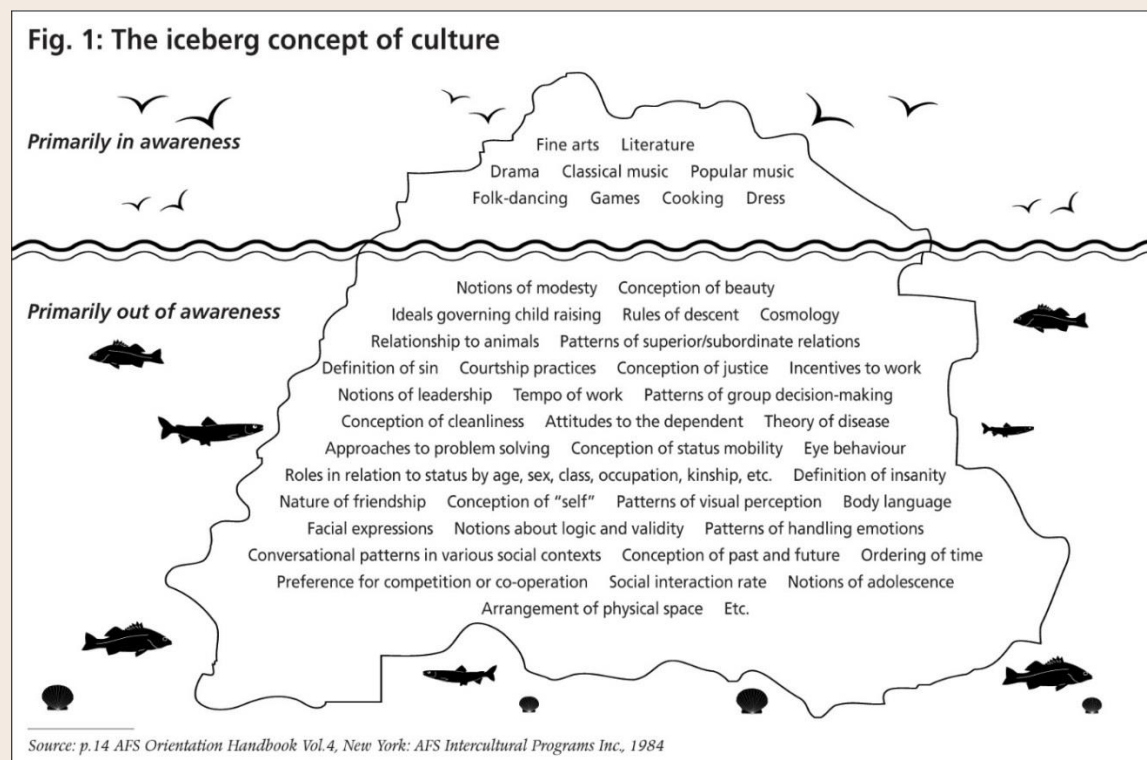 Fig. 1: The iceberg concept of culture
Primarily in awareness
Fine arts Literature
Drama Classical music Popular music
Folk-dancing Games Cooking Dress
Primarily out of awareness
Notions of modesty Conception of beauty
Ideals governing child raising Rules of descent Cosmology
Relationship to animals Patterns of superior/subordinate relations
Definition of sin Courtship practices Conception of justice Incentives to work
Notions of leadership Tempo of work Patterns of group decision-making
Conception of cleanliness Attitudes to the dependent Theory of disease
Approaches to problem solving Conception of status mobility Eye behaviour
Roles in relation to status by age, sex, class, occupation, kinship, etc. Definition of insanity
Nature of friendship Conception of “self” Patterns of visual perception Body language
Facial expressions Notions about logic and validity Patterns of handling emotions
Conversational patterns in various social contexts Conception of past and future Ordering of time
Preference for competition or co-operation Social interaction rate Notions of adolescence
Arrangement of physical space Etc.
Source: p.14 AFS Orientation Handbook Vol.4, New York: AFS Intercultural Programs Inc., 1984